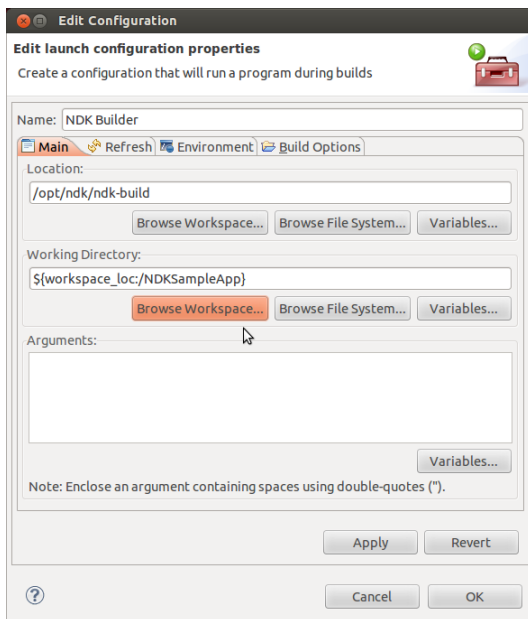 Edit Configuration
Edit launch configuration properties
Create a configuration that will run a program during builds
Name: NDK Builder
Main Refresh Environment Build Options
Location:
/opt/ndk/ndk-build
Browse Workspace... Browse File System... Variables...
Working Directory:
${workspace_loc:/NDKSampleApp}
Browse Workspace... Browse File System... Variables...
Arguments:
Variables...
Note: Enclose an argument containing spaces using double-quotes (").
Apply Revert
? Cancel OK